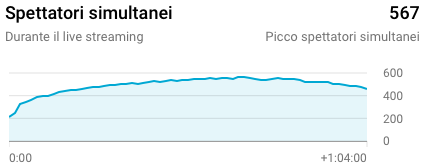 Spettatori simultanei 567
Durante il live streaming Picco spettatori simultanei
600
400
200
0
0:00 +1:04:00